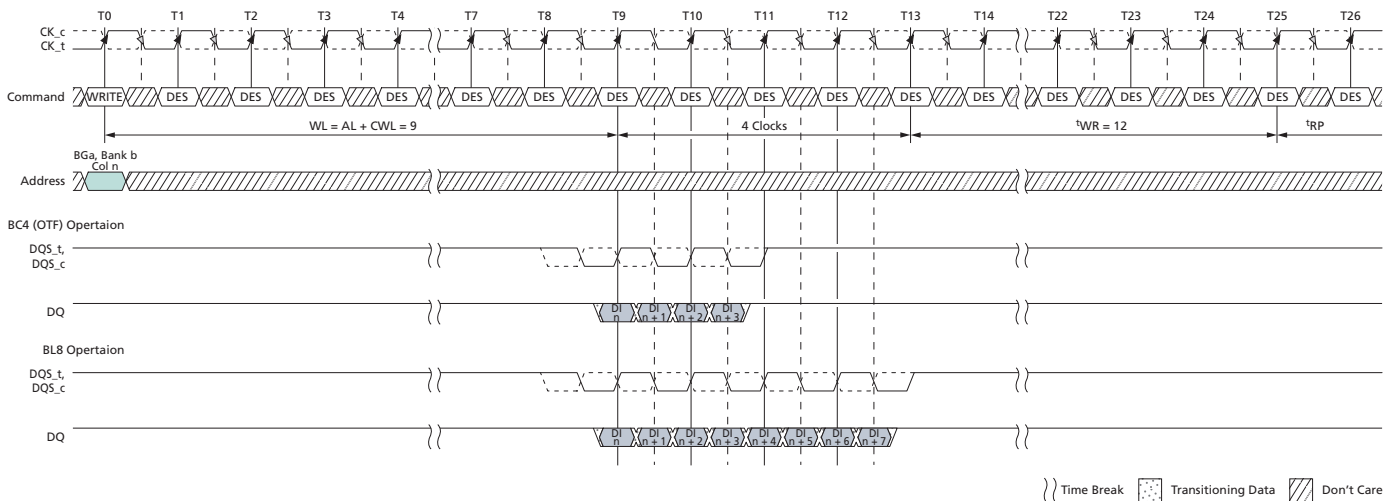 T0 T1 T2 T3 T4 T7 T8 T9 T10 T11 T12 T13 T14 T22 T23 T24 T25 T26
CK_c
CK_t
Command WRITE DES DES DES DES DES DES DES DES DES DES DES DES DES DES DES DES DES
WL = AL + CWL = 9 4 Clocks tWR = 12 tRP
BGa, Bank b
Col n
Address
BC4 (OTF) Opertaion
DQS_t,
DQS_c
DQ DI n DI n + 1 DI n + 2 DI n + 3
BL8 Opertaion
DQS_t,
DQS_c
DQ DI n DI n + 1 DI n + 2 DI n + 3 DI n + 4 DI n + 5 DI n + 6 DI n + 7
Time Break Transitioning Data Don't Care